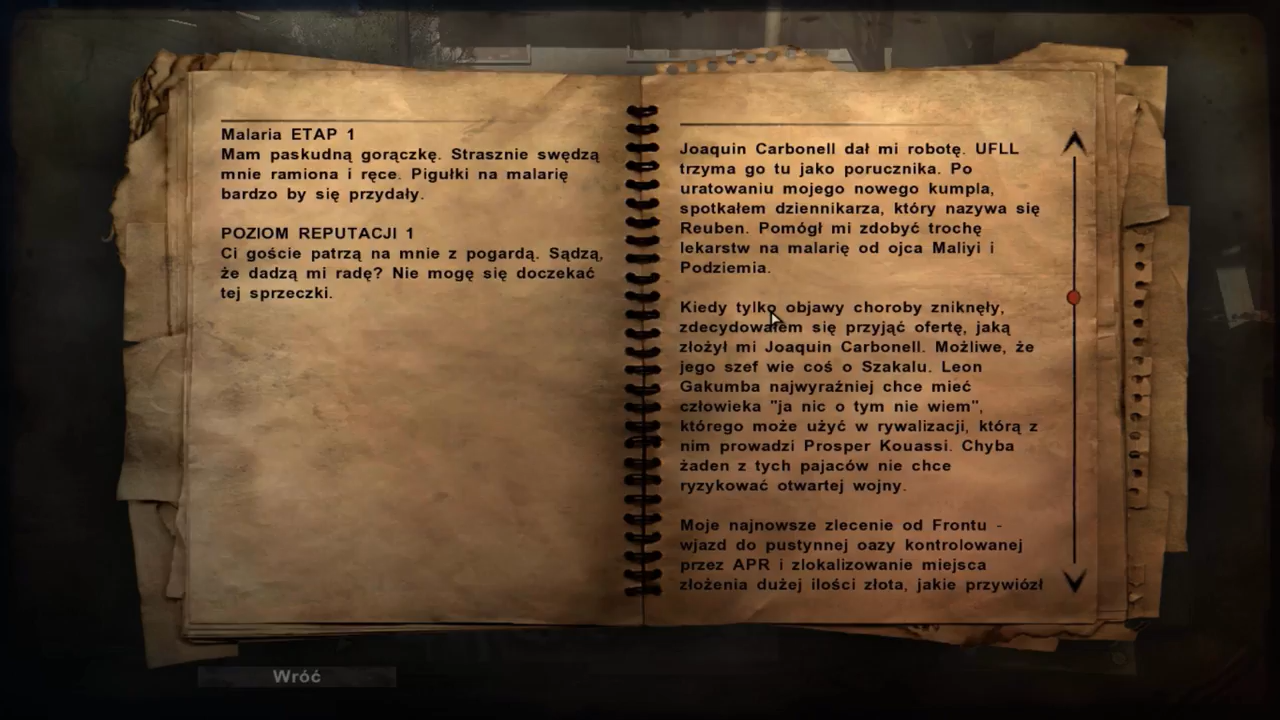 Malaria ETAP 1
Mam paskudną gorączkę. Strasznie swędzą
mnie ramiona i ręce. Pigułki na malarię
bardzo by się przydały.
POZIOM REPUTACJI 1
Ci goście patrzą na mnie z pogardą. Sądzą,
że dadzą mi radę? Nie mogę się doczekać
tej sprzeczki.
Joaquin Carbonell dał mi robotę. UFLL
trzyma go tu jako porucznika. Po
uratowaniu mojego nowego kumpla,
spotkałem dziennikarza, który nazywa się
Reuben. Pomógł mi zdobyć trochę
lekarstw na malarię od ojca Maliyi i
Podziemia.
Kiedy tylko objawy choroby zniknęły,
zdecydowałem się przyjąć ofertę, jaką
złożył mi Joaquin Carbonell. Możliwe, że
jego szef wie coś o Szakalu. Leon
Gakumba najwyraźniej chce mieć
człowieka "ja nic o tym nie wiem",
którego może użyć w rywalizacji, którą z
nim prowadzi Prosper Kouassi. Chyba
żaden z tych pajaców nie chce
ryzykować otwartej wojny.
Moje najnowsze zlecenie od Frontu -
wjazd do pustynnej oazy kontrolowanej
przez APR i zlokalizowanie miejsca
złożenia dużej ilości złota, jakie przywiózł
Wróć